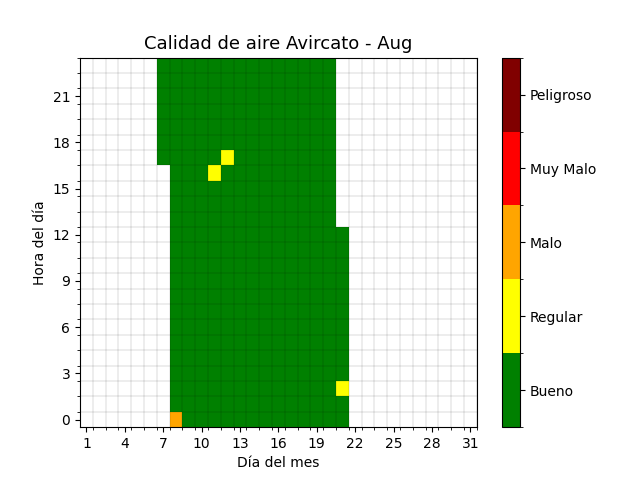 Calidad de aire Avircato - Aug
Hora del día
21
18
15
12
9
6
3
0
1 4 7 10 13 16 19 22 25 28 31
Día del mes
Peligroso
Muy Malo
Malo
Regular
Bueno